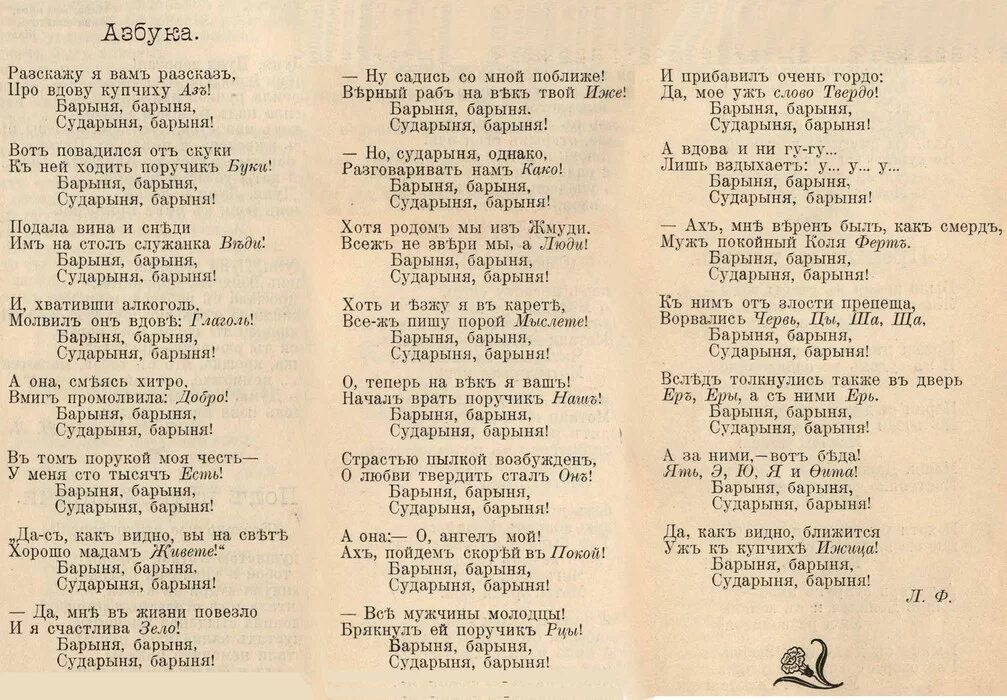 Азбука.
Разскажу я вамъ разсказъ,
Про вдову купчиху Азъ!
Барыня, барыня,
Сударыня, барыня!
Вотъ повадился отъ скуки
Къ ней ходить поручикъ Буки!
Барыня, барыня,
Сударыня, барыня!
Подала вина и снѣди
Имъ на столъ служанка Вѣди!
Барыня, барыня,
Сударыня, барыня!
И, хвативши алкоголь,
Молвилъ онъ вдовѣ: Глаголь!
Барыня, барыня,
Сударыня, барыня!
А она, смѣясь хитро,
Вмигъ промолвила: Добро!
Барыня, барыня,
Сударыня, барыня!
Въ томъ порукой моя честь—
У меня сто тысячъ Есть!
Барыня, барыня,
Сударыня, барыня!
„Да-съ, какъ видно, вы на свѣтѣ
Хорошо мадамъ Живете!“
Барыня, барыня,
Сударыня, барыня!
— Да, мнѣ въ жизни повезло
И я счастлива Зело!
Барыня, барыня,
Сударыня, барыня!
— Ну садись со мной поближе!
Вѣрный рабъ на вѣкъ твой Иже!
Барыня, барыня.
Сударыня, барыня!
— Но, сударыня, однако,
Разговаривать намъ Како!
Барыня, барыня,
Сударыня, барыня!
Хотя родомъ мы изъ Жмуди.
Всежъ не звѣри мы, а Люди!
Барыня, барыня,
Сударыня, барыня!
Хоть и ѣзжу я въ каретѣ,
Все-жъ пишу порой Мыслете!
Барыня, барыня,
Сударыня, барыня!
О, теперь на вѣкъ я вашъ!
Началъ врать поручикъ Нашъ!
Барыня, барыня,
Сударыня, барыня!
Страстью пылкой возбужденъ,
О любви твердить сталъ Онъ!
Барыня, барыня,
Сударыня, барыня!
А она:— О, ангелъ мой!
Ахъ, пойдемъ скорѣй въ Покой!
Барыня, барыня,
Сударыня, барыня!
— Всѣ мужчины молодцы!
Брякнулъ ей поручикъ Рцы!
Барыня, барыня,
Сударыня, барыня!
И прибавилъ очень гордо:
Да, мое ужъ слово Твердо!
Барыня, барыня,
Сударыня, барыня!
А вдова и ни гу-гу...
Лишь вздыхаетъ: у... у... у...
Барыня, барыня,
Сударыня, барыня!
— Ахъ, мнѣ вѣренъ былъ, какъ смердъ,
Мужъ покойный Коля Фертъ.
Барыня, барыня,
Сударыня, барыня!
Къ нимъ отъ злости препеща,
Ворвались Червь, Цы, Ша, Ща,
Барыня, барыня,
Сударыня, барыня!
Вслѣдъ толкнулись также въ дверь
Еръ, Еры, а съ ними Ерь.
Барыня, барыня,
Сударыня, барыня!
А за ними,—вотъ бѣда!
Ять, Э, Ю, Я и Ѳита!
Барыня, барыня,
Сударыня, барыня!
Да, какъ видно, ближится
Ужъ къ купчихѣ Ижица!
Барыня, барыня,
Сударыня, барыня!
Л. Ф.